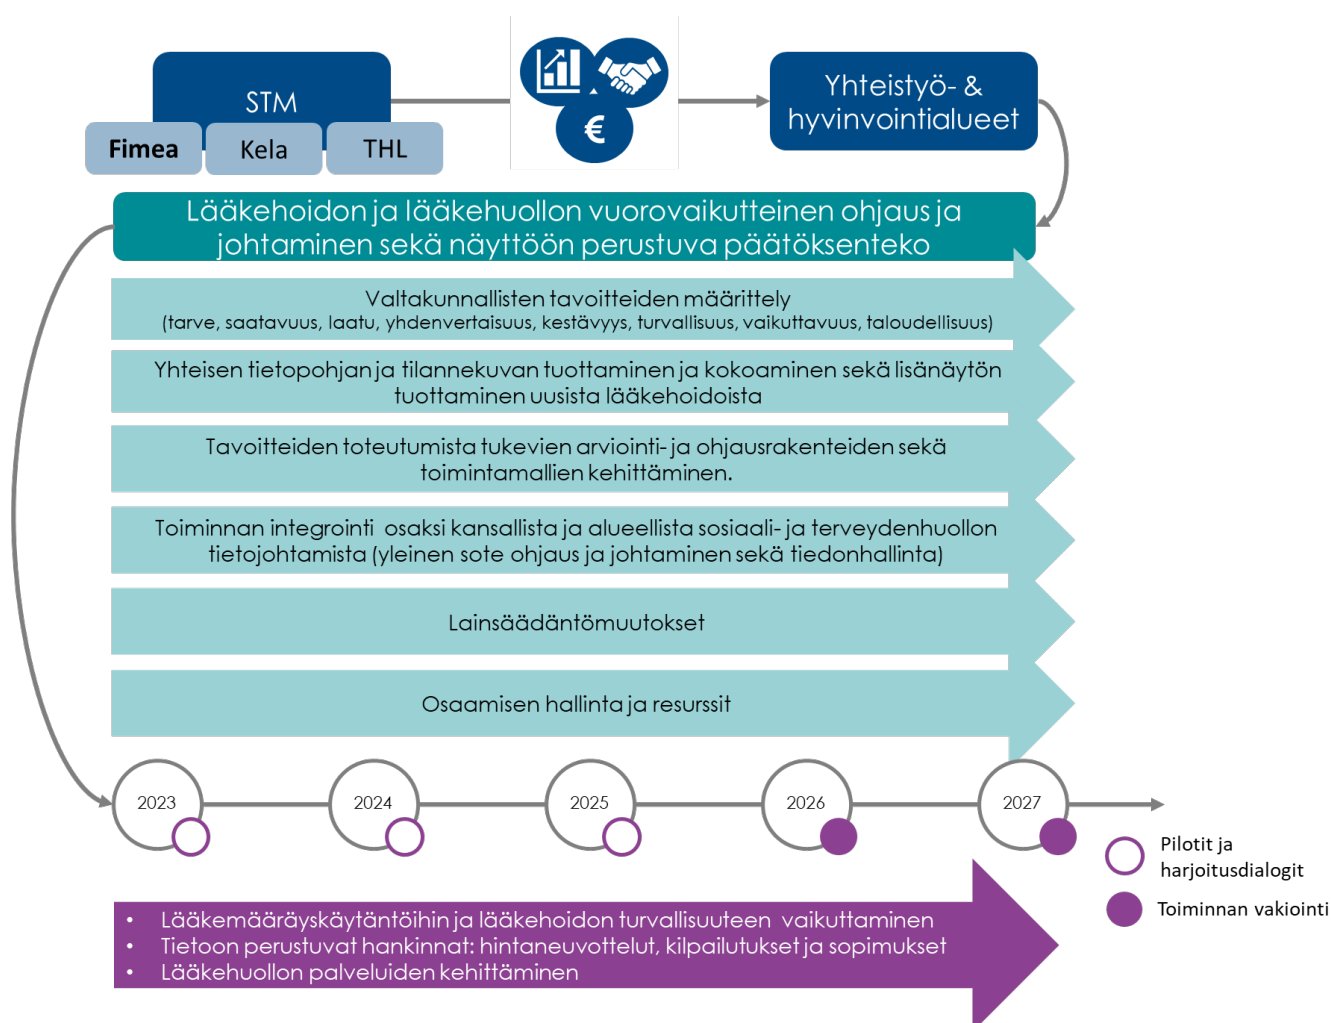 STM
Fimea
Kela
THL
€
Yhteistyö- &
hyvinvointialueet
Lääkehoidon ja lääkehuollon vuorovaikutteinen ohjaus ja
johtaminen sekä näyttöön perustuva päätöksenteko
Valtakunnallisten tavoitteiden määrittely
(tarve, saatavuus, laatu, yhdenvertaisuus, kestävyys, turvallisuus, vaikuttavuus, taloudellisuus)
Yhteisen tietopohjan ja tilannekuvan tuottaminen ja kokoaminen sekä lisänäytön
tuottaminen uusista lääkehoidoista
Tavoitteiden toteutumista tukevien arviointi- ja ohjausrakenteiden sekä
toimintamallien kehittäminen.
Toiminnan integrointi osaksi kansallista ja alueellista sosiaali- ja terveydenhuollon
tietojohtamista (yleinen sote ohjaus ja johtaminen sekä tiedonhallinta)
Lainsäädäntömuutokset
Osaamisen hallinta ja resurssit
2023
2024
2025
2026
2027
Pilotit ja
harjoitusdialogit
Toiminnan vakiointi
• Lääkemääräyskäytäntöihin ja lääkehoidon turvallisuuteen vaikuttaminen
• Tietoon perustuvat hankinnat: hintaneuvottelut, kilpailutukset ja sopimukset
• Lääkehuollon palveluiden kehittäminen